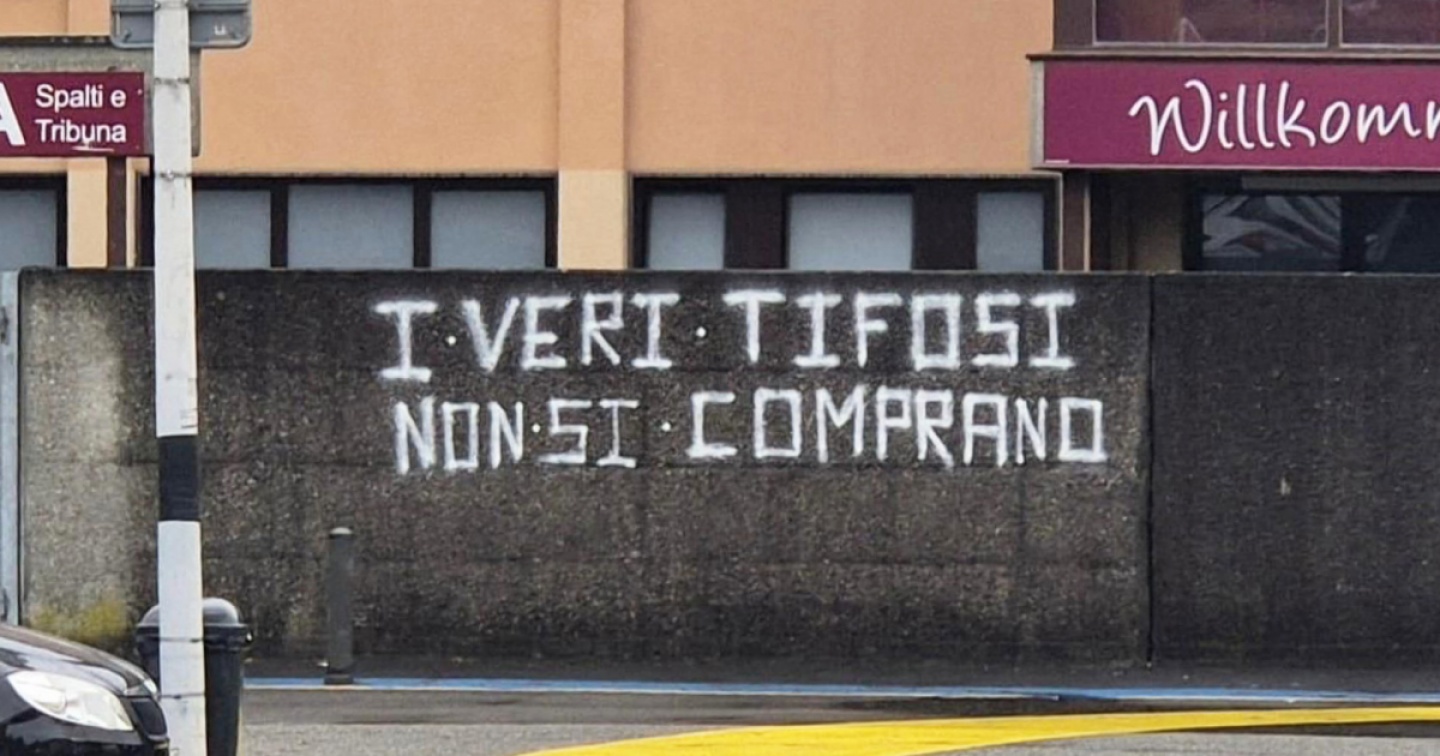 A Spalti e
Tribuna
Willkomm
I·VERI·TIFOSI
NON·SI·COMPRANO